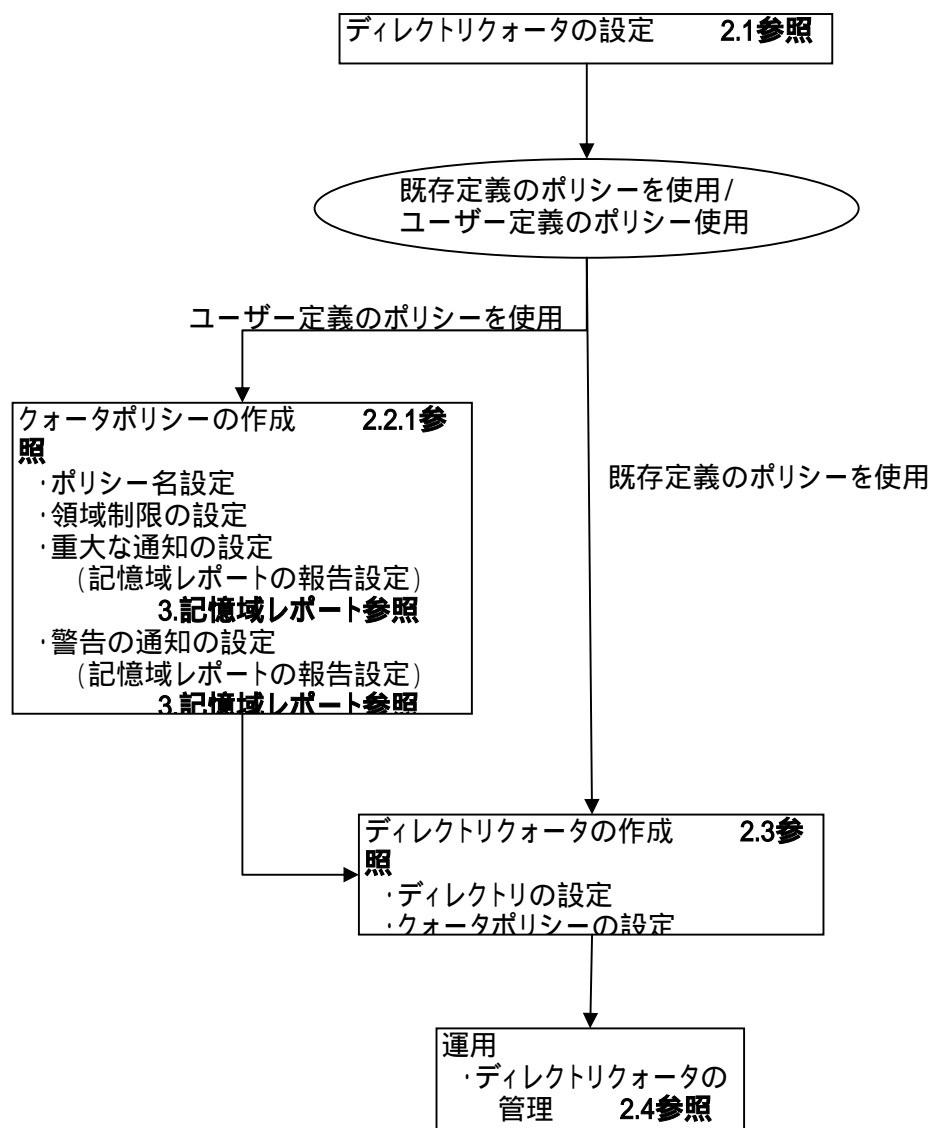 ディレクトリクォータの設定 2.1参照
既存定義のポリシーを使用/
ユーザー定義のポリシー使用
ユーザー定義のポリシーを使用
クォータポリシーの作成 2.2.1参
照
・ポリシー名設定
・領域制限の設定
・重大な通知の設定
(記憶域レポートの報告設定)
3.記憶域レポート参照
・警告の通知の設定
(記憶域レポートの報告設定)
3.記憶域レポート参照
既存定義のポリシーを使用
ディレクトリクォータの作成 2.3参
照
・ディレクトリの設定
・クォータポリシーの設定
運用
・ディレクトリクォータの
管理 2.4参照